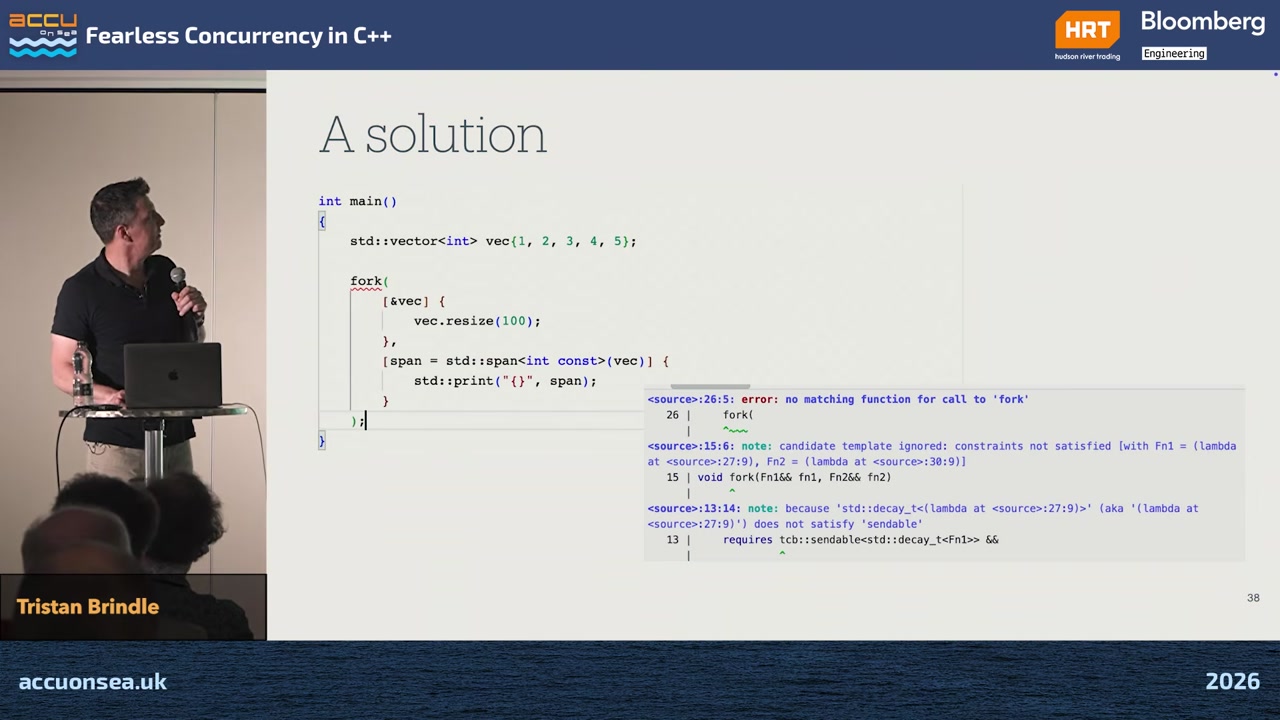 accu
on sea
Fearless Concurrency in C++
HRT
hudson river trading
Bloomberg
Engineering
A solution
int main()
{
    std::vector<int> vec{1, 2, 3, 4, 5};
    fork(
        [&vec] {
            vec.resize(100);
        },
        [span = std::span<int const>(vec)] {
            std::print("{}", span);
        }
    );
}
<source>:26:5: error: no matching function for call to 'fork'
26 |     fork(
   |     ^~~~
<source>:15:6: note: candidate template ignored: constraints not satisfied [with Fn1 = (lambda
at <source>:27:9), Fn2 = (lambda at <source>:30:9)]
15 | void fork(Fn1&& fn1, Fn2&& fn2)
   |      ^
<source>:13:14: note: because 'std::decay_t<(lambda at <source>:27:9)>' (aka '(lambda at
<source>:27:9)') does not satisfy 'sendable'
13 |     requires tcb::sendable<std::decay_t<Fn1>> &&
   |              ^
38
Tristan Brindle
accuonsea.uk
2026